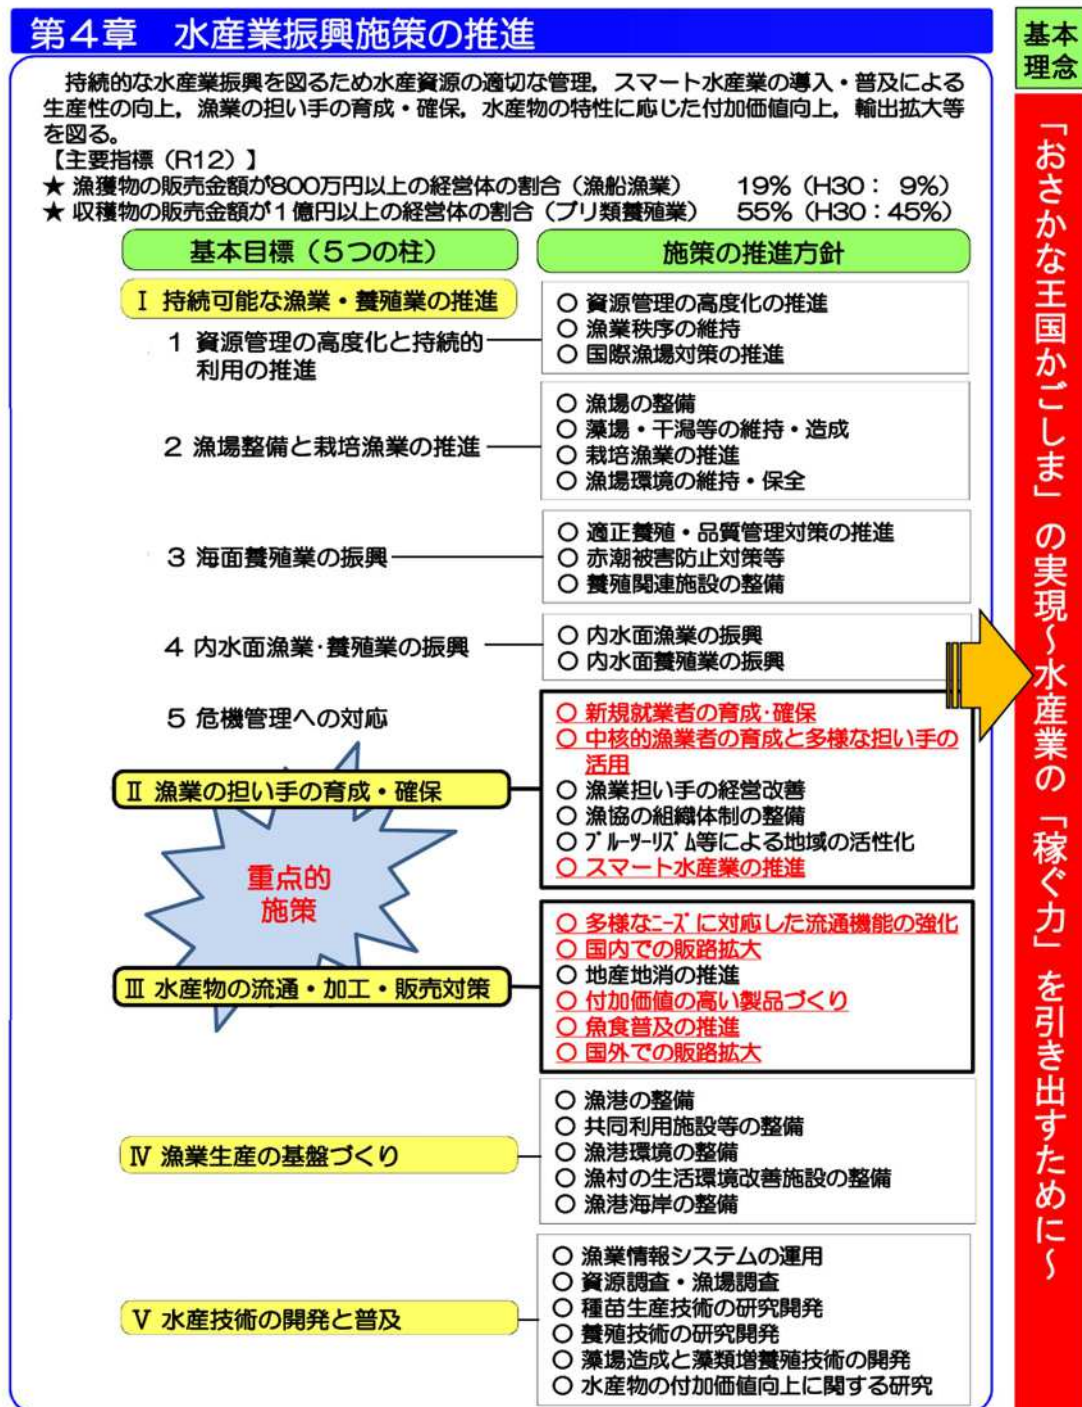 第4章　水産業振興施策の推進
持続的な水産業振興を図るため水産資源の適切な管理，スマート水産業の導入・普及による
生産性の向上，漁業の担い手の育成・確保，水産物の特性に応じた付加価値向上，輸出拡大等
を図る。
【主要指標（R12）】
★ 漁獲物の販売金額が800万円以上の経営体の割合（漁船漁業）　19%（H30： 9%）
★ 収穫物の販売金額が1億円以上の経営体の割合（ブリ類養殖業）　55%（H30：45%）
基本目標（5つの柱）
施策の推進方針
Ⅰ 持続可能な漁業・養殖業の推進
1 資源管理の高度化と持続的
利用の推進
○ 資源管理の高度化の推進
○ 漁業秩序の維持
○ 国際漁場対策の推進
2 漁場整備と栽培漁業の推進
○ 漁場の整備
○ 藻場・干潟等の維持・造成
○ 栽培漁業の推進
○ 漁場環境の維持・保全
3 海面養殖業の振興
○ 適正養殖・品質管理対策の推進
○ 赤潮被害防止対策等
○ 養殖関連施設の整備
4 内水面漁業･養殖業の振興
○ 内水面漁業の振興
○ 内水面養殖業の振興
5 危機管理への対応
Ⅱ 漁業の担い手の育成・確保
○ 新規就業者の育成･確保
○ 中核的漁業者の育成と多様な担い手の
活用
○ 漁業担い手の経営改善
○ 漁協の組織体制の整備
○ ﾌﾞﾙｰﾂｰﾘｽﾞﾑ等による地域の活性化
○ スマート水産業の推進
重点的
施策
Ⅲ 水産物の流通・加工・販売対策
○ 多様なﾆｰｽﾞに対応した流通機能の強化
○ 国内での販路拡大
○ 地産地消の推進
○ 付加価値の高い製品づくり
○ 魚食普及の推進
○ 国外での販路拡大
Ⅳ 漁業生産の基盤づくり
○ 漁港の整備
○ 共同利用施設等の整備
○ 漁港環境の整備
○ 漁村の生活環境改善施設の整備
○ 漁港海岸の整備
Ⅴ 水産技術の開発と普及
○ 漁業情報システムの運用
○ 資源調査・漁場調査
○ 種苗生産技術の研究開発
○ 養殖技術の研究開発
○ 藻場造成と藻類増養殖技術の開発
○ 水産物の付加価値向上に関する研究
基本
理念
「おさかな王国かごしま」の実現～水産業の「稼ぐ力」を引き出すために～